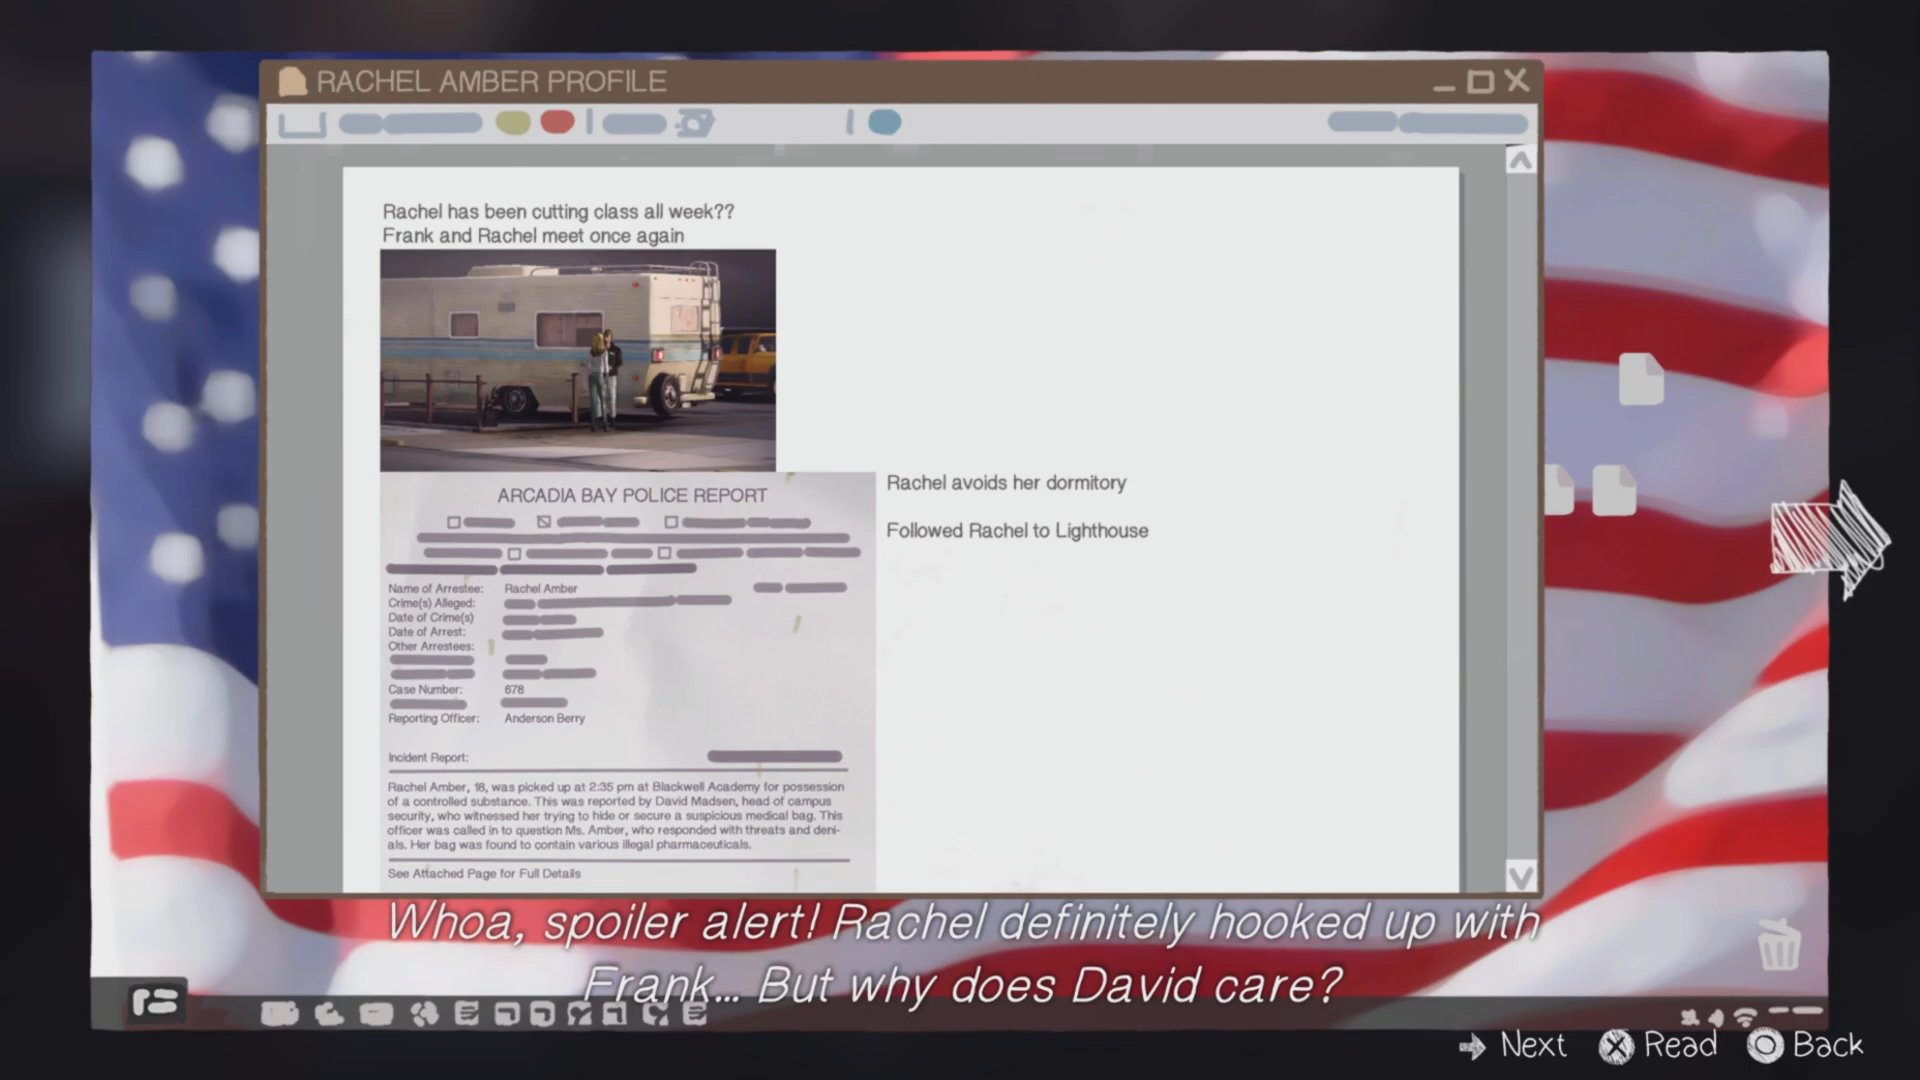 RACHEL AMBER PROFILE
Rachel has been cutting class all week??
Frank and Rachel meet once again
ARCADIA BAY POLICE REPORT
Name of Arrestee: Rachel Amber
Crime(s) Alleged:
Date of Crime(s)
Date of Arrest:
Other Arrestees:
Case Number: 678
Reporting Officer: Anderson Berry
Incident Report:
Rachel Amber, 18, was picked up at 2:35 pm at Blackwell Academy for possession
of a controlled substance. This was reported by David Madsen, head of campus
security, who witnessed her trying to hide or secure a suspicious medical bag. This
officer was called in to question Ms. Amber, who responded with threats and deni-
als. Her bag was found to contain various illegal pharmaceuticals.
See Attached Page for Full Details
Rachel avoids her dormitory
Followed Rachel to Lighthouse
Whoa, spoiler alert! Rachel definitely hooked up with
Frank... But why does David care?
Next Read Back